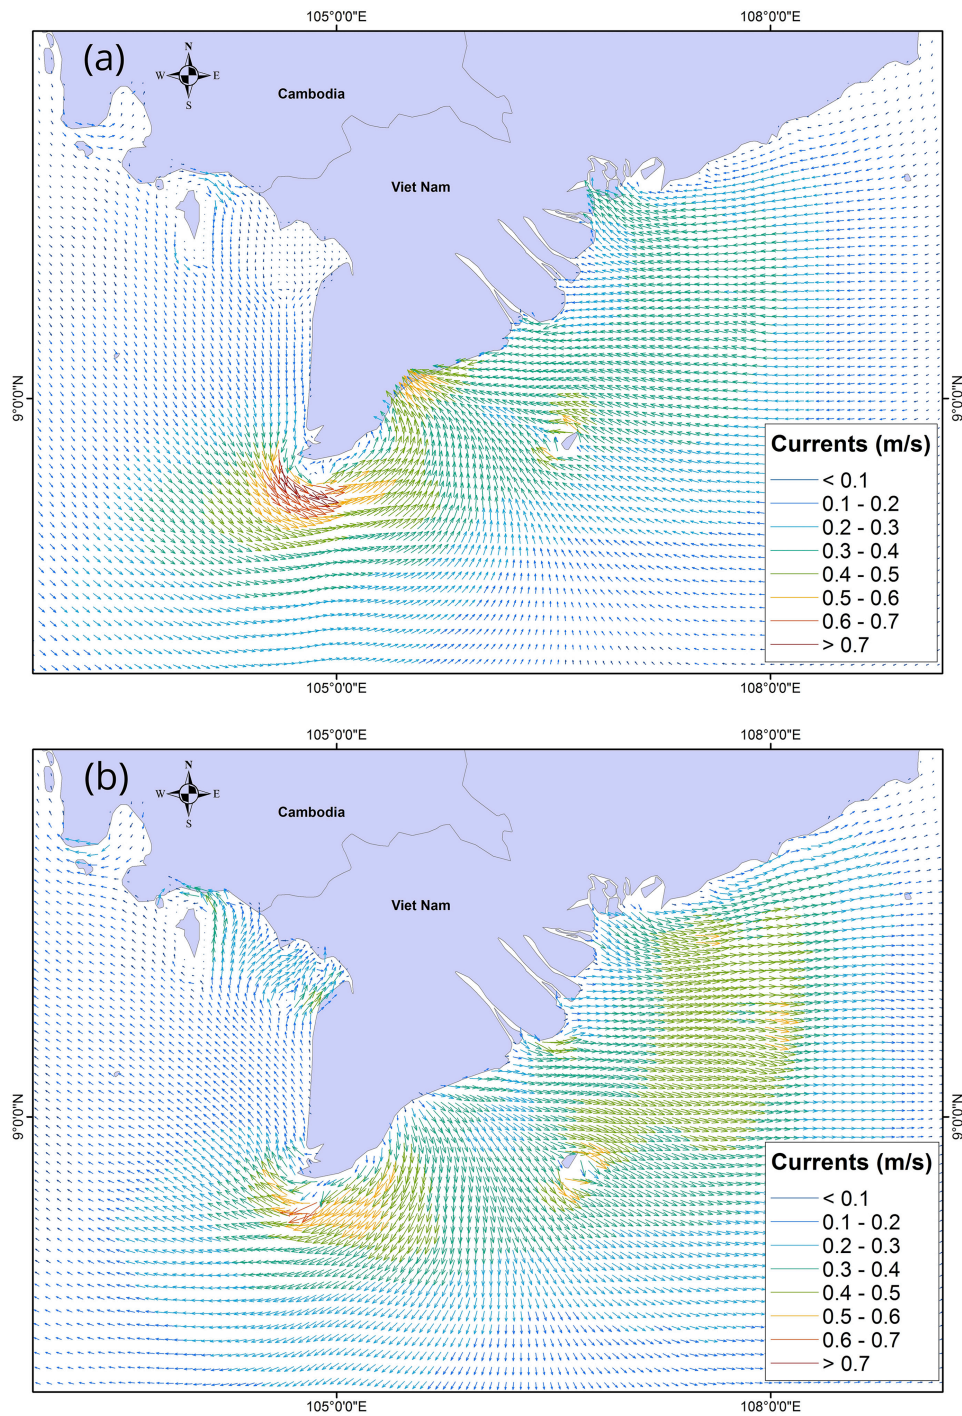 105°0'0"E 108°0'0"E
(a)
N
W E
S
Cambodia
Viet Nam
9°0'0"N 9°0'0"N
Currents (m/s)
< 0.1
0.1 - 0.2
0.2 - 0.3
0.3 - 0.4
0.4 - 0.5
0.5 - 0.6
0.6 - 0.7
> 0.7
105°0'0"E 108°0'0"E
105°0'0"E 108°0'0"E
(b)
N
W E
S
Cambodia
Viet Nam
9°0'0"N 9°0'0"N
Currents (m/s)
< 0.1
0.1 - 0.2
0.2 - 0.3
0.3 - 0.4
0.4 - 0.5
0.5 - 0.6
0.6 - 0.7
> 0.7
105°0'0"E 108°0'0"E